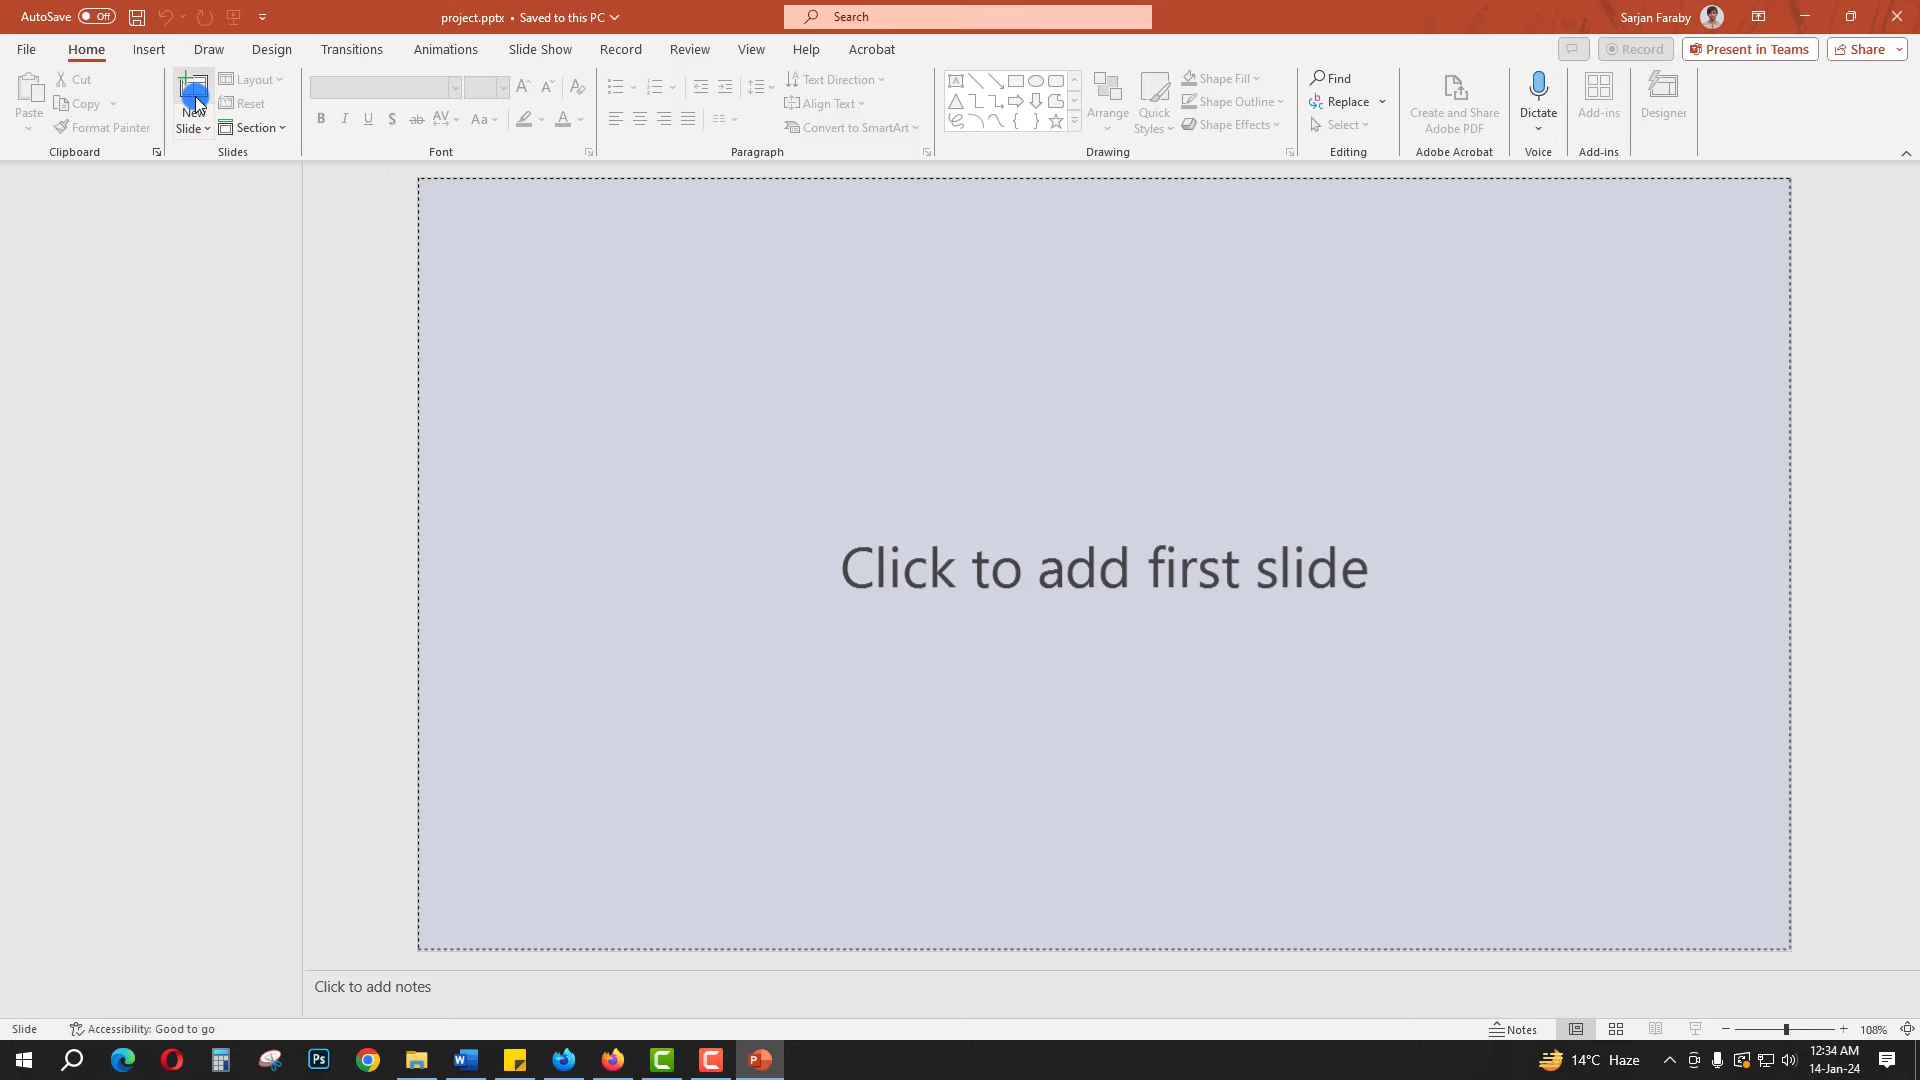 AutoSave Off project.pptx • Saved to this PC Search Sarjan Faraby
File Home Insert Draw Design Transitions Animations Slide Show Record Review View Help Acrobat Record Present in Teams Share
Paste Cut Copy Format Painter
New Slide Layout Reset Section
B I U S ab AV Aa A
Text Direction Align Text Convert to SmartArt
Arrange Quick Styles Shape Fill Shape Outline Shape Effects
Find Replace Select
Create and Share Adobe PDF
Dictate Add-ins Designer
Clipboard Slides Font Paragraph Drawing Editing Adobe Acrobat Voice Add-ins
Click to add first slide
Click to add notes
Slide Accessibility: Good to go Notes 108%
Ps W C C P 14°C Haze 12:34 AM
14-Jan-24